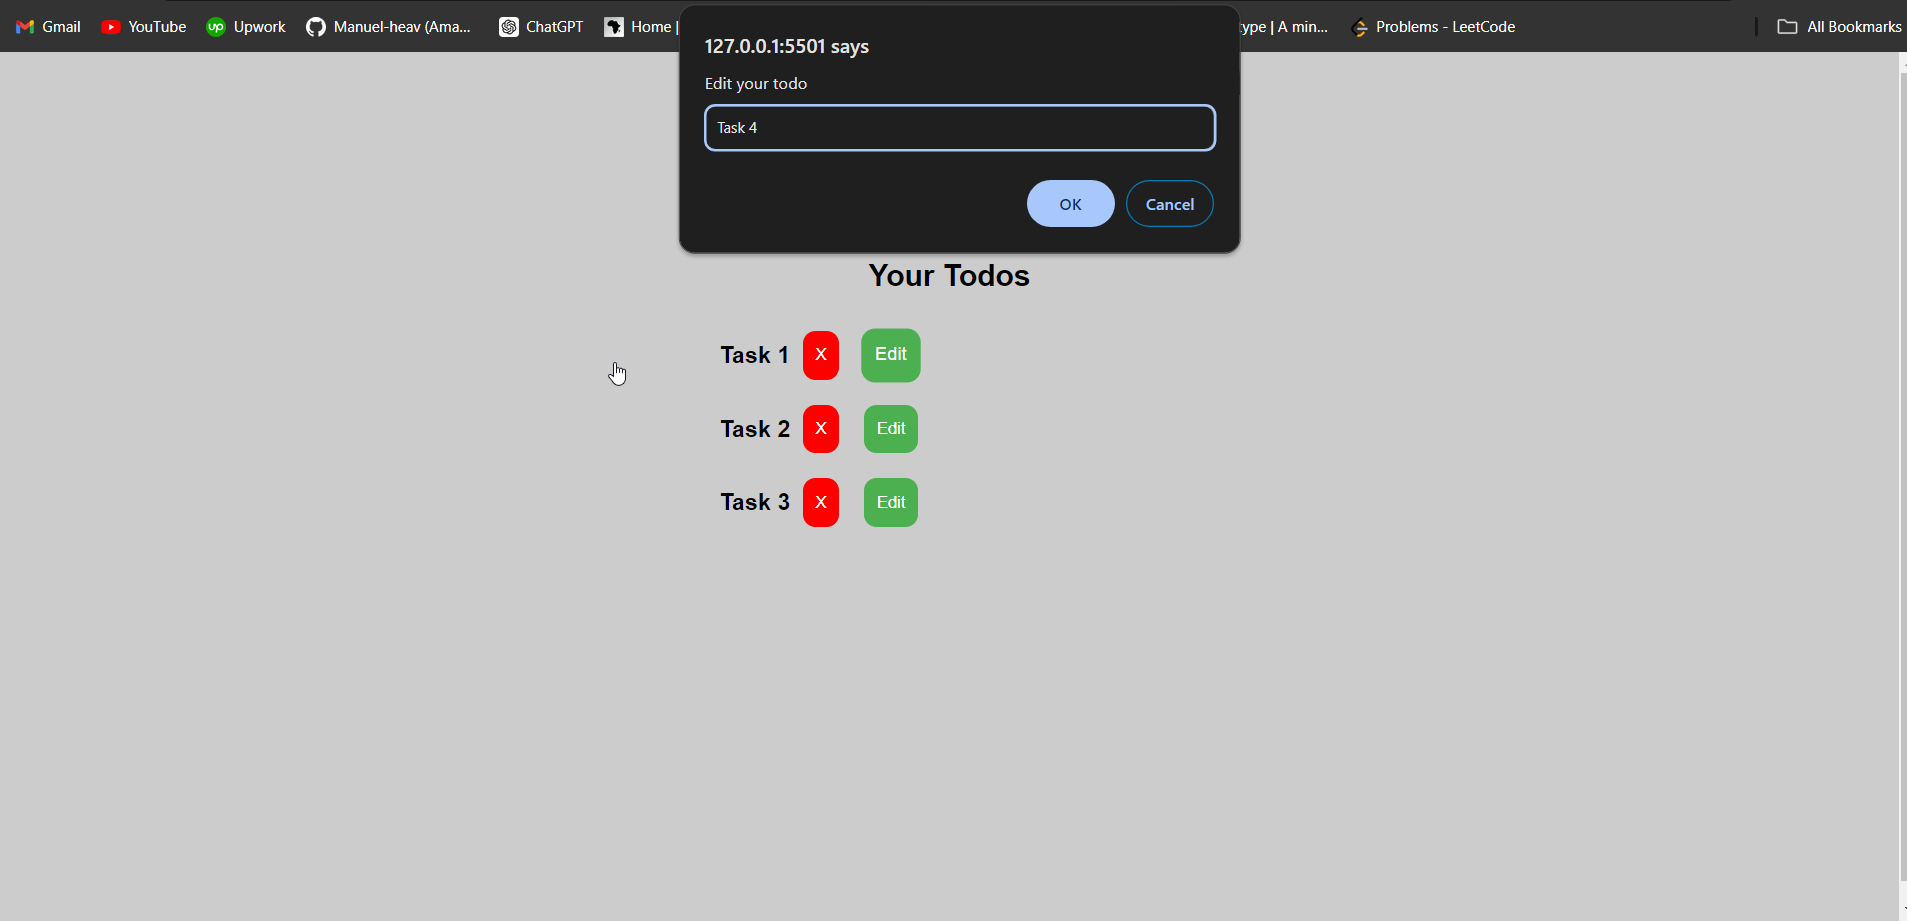 Gmail YouTube Upwork Manuel-heav (Ama... ChatGPT Home | ype | A min... Problems - LeetCode All Bookmarks
127.0.0.1:5501 says
Edit your todo
Task 4
OK Cancel
Your Todos
Task 1 X Edit
Task 2 X Edit
Task 3 X Edit